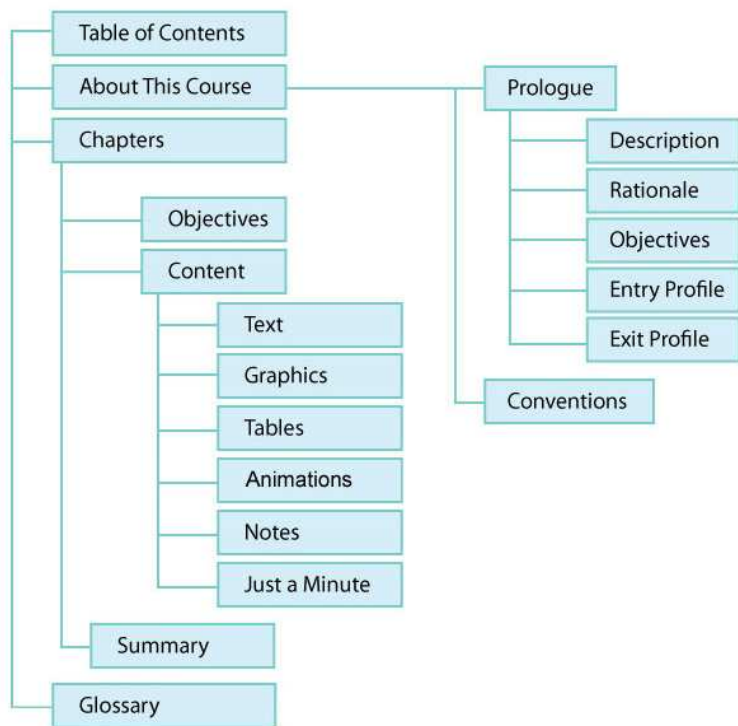 Table of Contents
About This Course
Chapters
Objectives
Content
Text
Graphics
Tables
Animations
Notes
Just a Minute
Summary
Glossary
Prologue
Description
Rationale
Objectives
Entry Profile
Exit Profile
Conventions